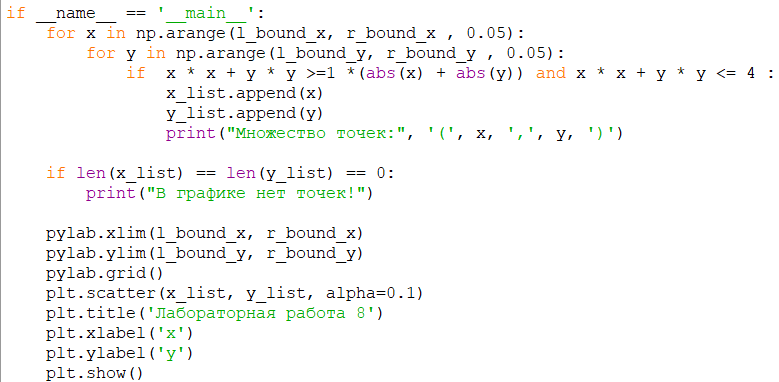 if __name__ == '__main__':
    for x in np.arange(l_bound_x, r_bound_x , 0.05):
        for y in np.arange(l_bound_y, r_bound_y , 0.05):
            if  x * x + y * y >=1 *(abs(x) + abs(y)) and x * x + y * y <= 4 :
                x_list.append(x)
                y_list.append(y)
                print("Множество точек:", '(', x, ',', y, ')')
    if len(x_list) == len(y_list) == 0:
        print("В графике нет точек!")
    pylab.xlim(l_bound_x, r_bound_x)
    pylab.ylim(l_bound_y, r_bound_y)
    pylab.grid()
    plt.scatter(x_list, y_list, alpha=0.1)
    plt.title('Лабораторная работа 8')
    plt.xlabel('x')
    plt.ylabel('y')
    plt.show()